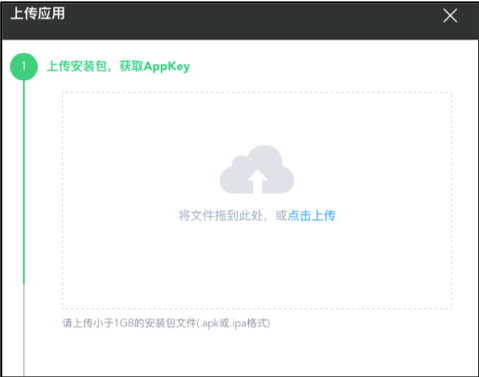 上传应用
1
上传安装包，获取AppKey
将文件拖到此处，或点击上传
请上传小于1GB的安装包文件(.apk或.ipa格式)